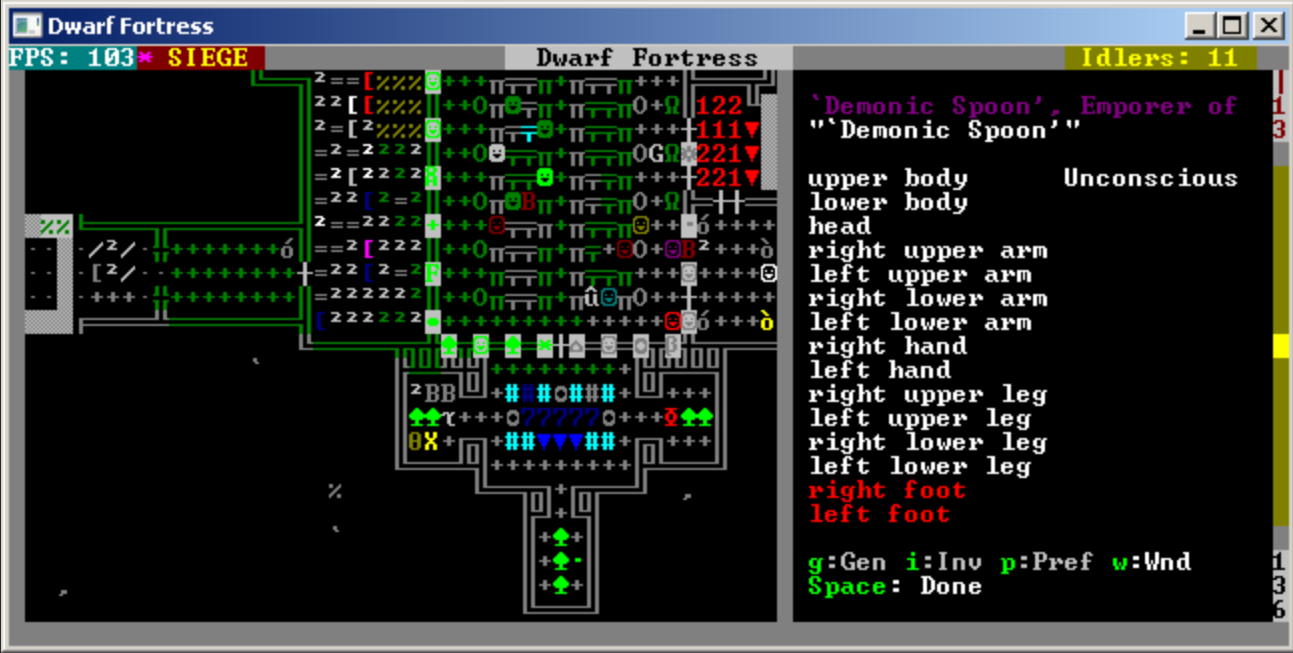 Dwarf Fortress
FPS: 103* SIEGE
Dwarf Fortress
Idlers: 11
`Demonic Spoon', Emporer of
"`Demonic Spoon'"
upper body Unconscious
lower body
head
right upper arm
left upper arm
right lower arm
left lower arm
right hand
left hand
right upper leg
left upper leg
right lower leg
left lower leg
right foot
left foot
g:Gen i:Inv p:Pref w:Wnd
Space: Done